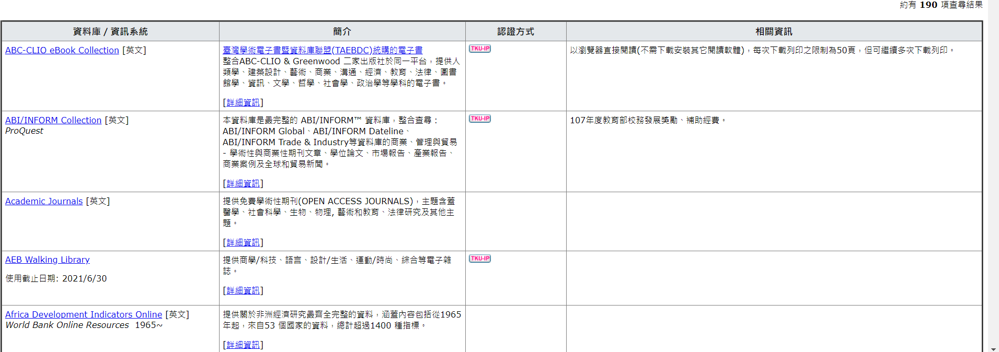 約有 190 項查尋結果
資料庫 / 資訊系統
簡介
認證方式
相關資訊
ABC-CLIO eBook Collection [英文]
臺灣學術電子書暨資料庫聯盟(TAEBDC)統購的電子書
整合ABC-CLIO & Greenwood 二家出版社於同一平台，提供人
類學、建築設計、藝術、商業、溝通、經濟、教育、法律、圖書
館學、資訊、文學、哲學、社會學、政治學等學科的電子書。
[詳細資訊]
TKU-IP
以瀏覽器直接閱讀(不需下載安裝其它閱讀軟體)，每次下載列印之限制為50頁，但可繼續多次下載列印。
ABI/INFORM Collection [英文]
ProQuest
本資料庫是最完整的 ABI/INFORM™ 資料庫，整合查尋：
ABI/INFORM Global、ABI/INFORM Dateline、
ABI/INFORM Trade & Industry等資料庫的商業、管理與貿易
- 學術性與商業性期刊文章、學位論文、市場報告、產業報告、
商業案例及全球和貿易新聞。
[詳細資訊]
TKU-IP
107年度教育部校務發展獎勵、補助經費。
Academic Journals [英文]
提供免費學術性期刊(OPEN ACCESS JOURNALS)，主題含蓋
醫學、社會科學、生物、物理, 藝術和教育、法律研究及其他主
題。
[詳細資訊]
AEB Walking Library
使用截止日期: 2021/6/30
提供商學/科技、語言、設計/生活、運動/時尚、綜合等電子雜
誌。
[詳細資訊]
TKU-IP
Africa Development Indicators Online [英文]
World Bank Online Resources 1965~
提供關於非洲經濟研究最齊全完整的資料，涵蓋內容包括從1965
年起，來自53 個國家的資料，總計超過1400 種指標。
[詳細資訊]